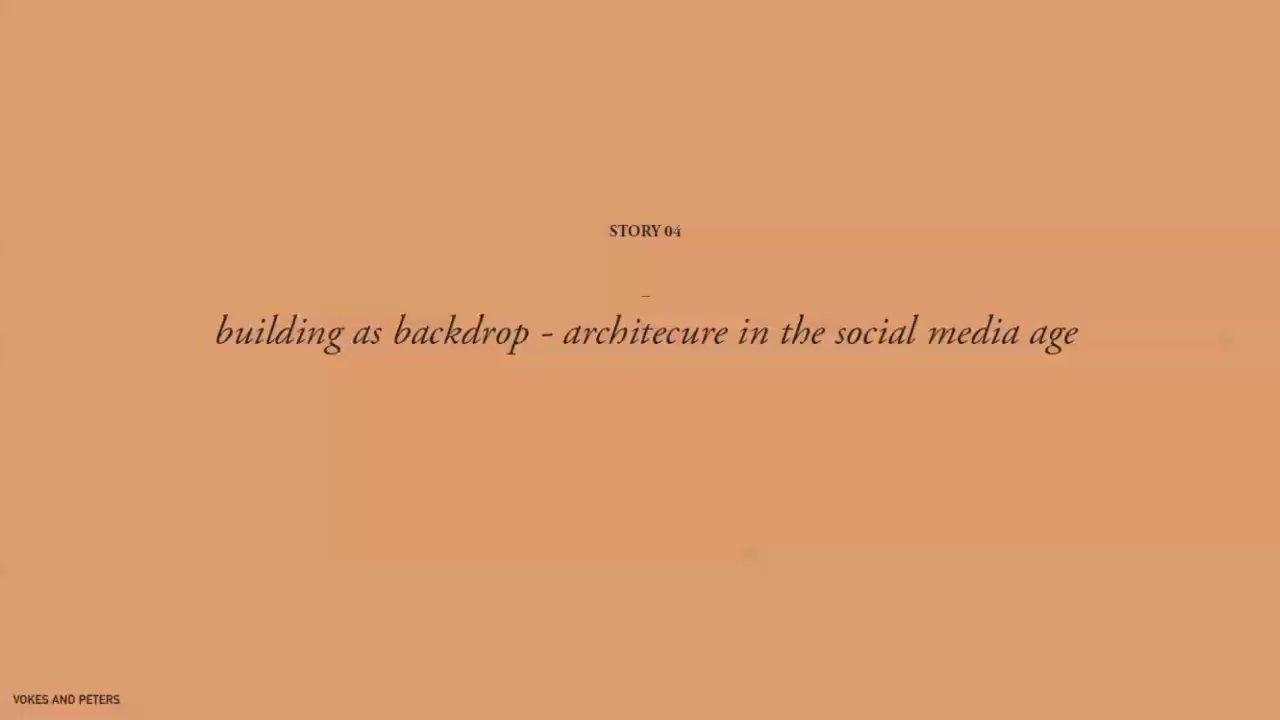 STORY 04
–
building as backdrop - architecure in the social media age
VOKES AND PETERS